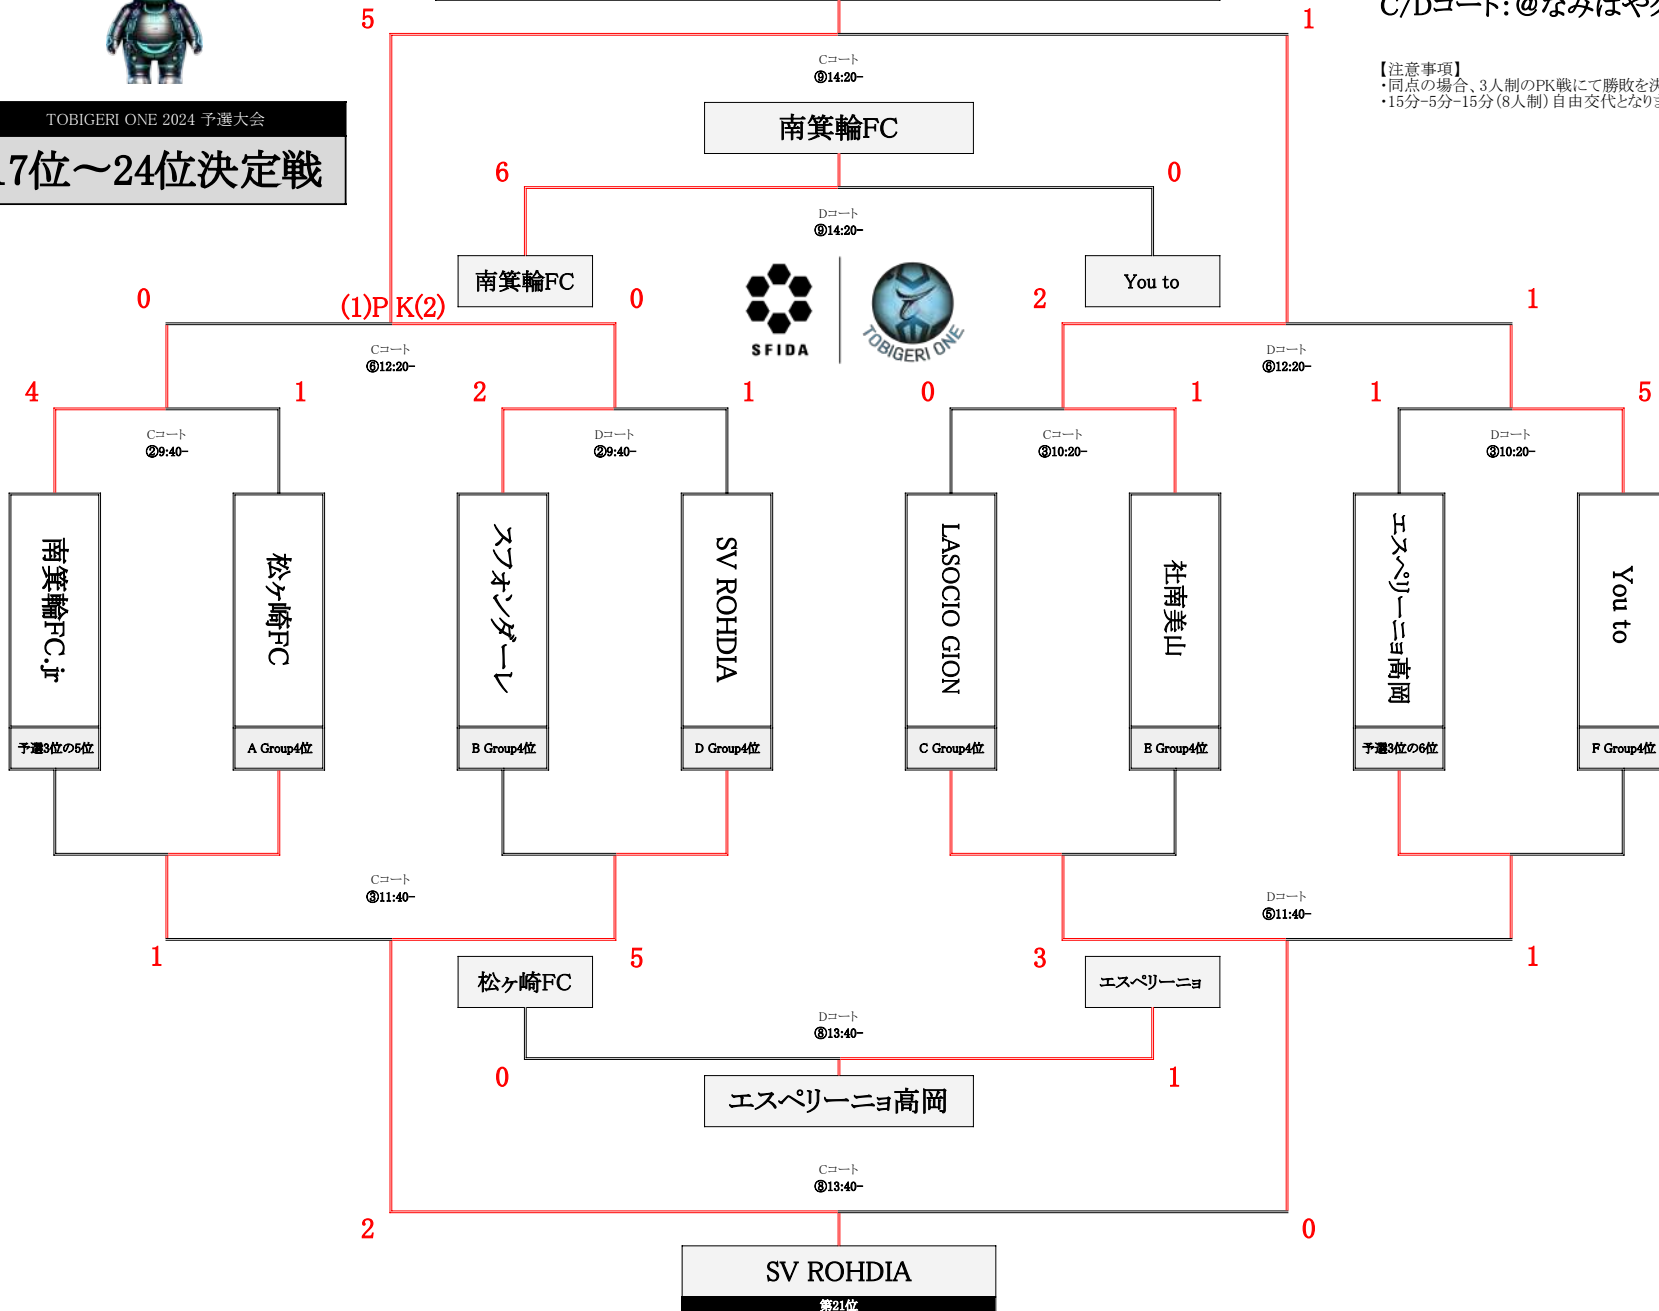 5
1
C/Dコート:@なみはや
Cコート
⑨14:20-
【注意事項】
・同点の場合、3人制のPK戦にて勝敗を決
・15分-5分-15分(8人制)自由交代となりま
TOBIGERI ONE 2024 予選大会
17位～24位決定戦
南箕輪FC
6
0
Dコート
⑨14:20-
南箕輪FC
You to
SFIDA
TOBIGERI ONE
0
(1)PK(2)
0
2
1
Cコート
⑥12:20-
Dコート
⑥12:20-
4
1
2
1
0
1
1
5
Cコート
②9:40-
Dコート
②9:40-
Cコート
③10:20-
Dコート
③10:20-
南箕輪FC.jr
松ヶ崎FC
スフォンダーレ
SV ROHDIA
LASOCIO GION
社南美山
エスペリーニョ高岡
You to
予選3位の5位
A Group4位
B Group4位
D Group4位
C Group4位
E Group4位
予選3位の6位
F Group4位
Cコート
③11:40-
Dコート
⑤11:40-
1
5
3
1
松ヶ崎FC
エスペリーニョ
Dコート
⑧13:40-
0
1
エスペリーニョ高岡
Cコート
⑧13:40-
2
0
SV ROHDIA
第21位